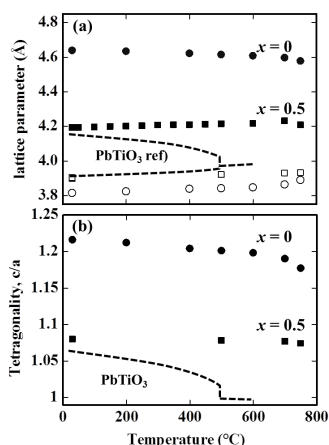 (a)
x = 0
x = 0.5
PbTiO3 ref)
lattice parameter (Å)
4.8
4.6
4.4
4.2
4.0
3.8
(b)
x = 0
x = 0.5
PbTiO3
Tetragonality, c/a
1.25
1.2
1.15
1.1
1.05
1
0 200 400 600 800
Temperature (°C)